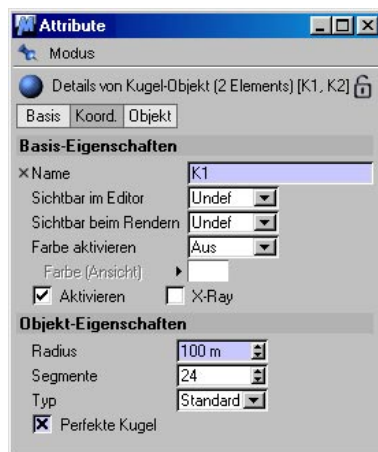 Attribute
Modus
Details von Kugel-Objekt (2 Elements) [K1, K2]
Basis Koord. Objekt
Basis-Eigenschaften
Name K1
Sichtbar im Editor Undef
Sichtbar beim Rendern Undef
Farbe aktivieren Aus
Farbe (Ansicht)
Aktivieren X-Ray
Objekt-Eigenschaften
Radius 100 m
Segmente 24
Typ Standard
Perfekte Kugel